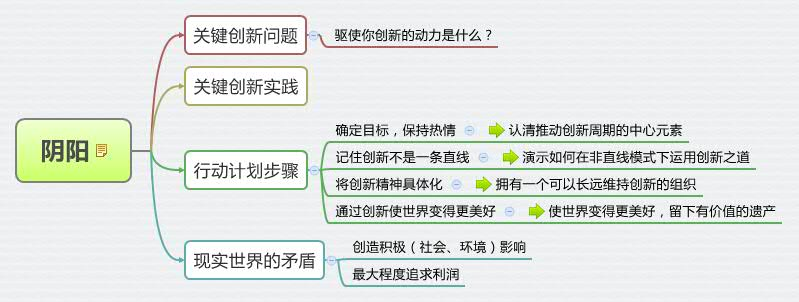 阴阳
关键创新问题
驱使你创新的动力是什么？
关键创新实践
行动计划步骤
确定目标，保持热情
认清推动创新周期的中心元素
记住创新不是一条直线
演示如何在非直线模式下运用创新之道
将创新精神具体化
拥有一个可以长远维持创新的组织
通过创新使世界变得更美好
使世界变得更美好，留下有价值的遗产
现实世界的矛盾
创造积极（社会、环境）影响
最大程度追求利润